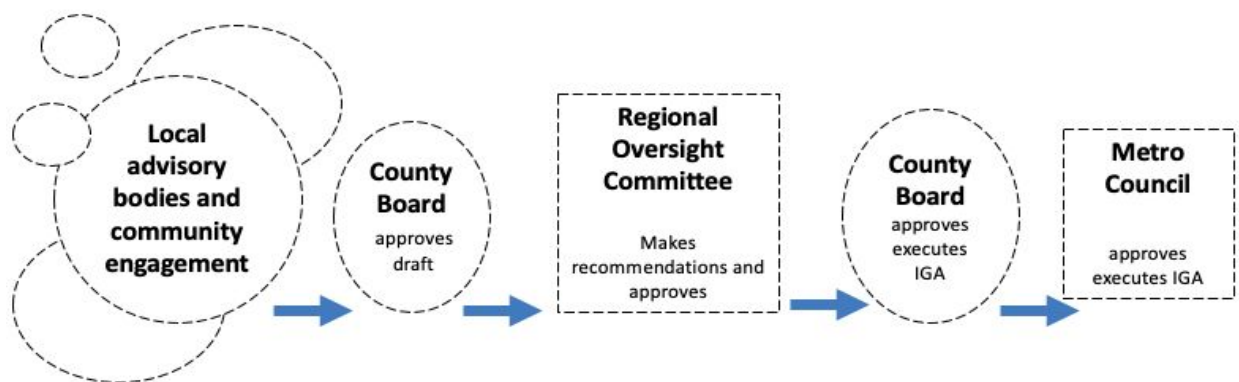 Local
advisory
bodies and
community
engagement
County
Board
approves
draft
Regional
Oversight
Committee
Makes
recommendations and
approves
County
Board
approves
executes
IGA
Metro
Council
approves
executes IGA